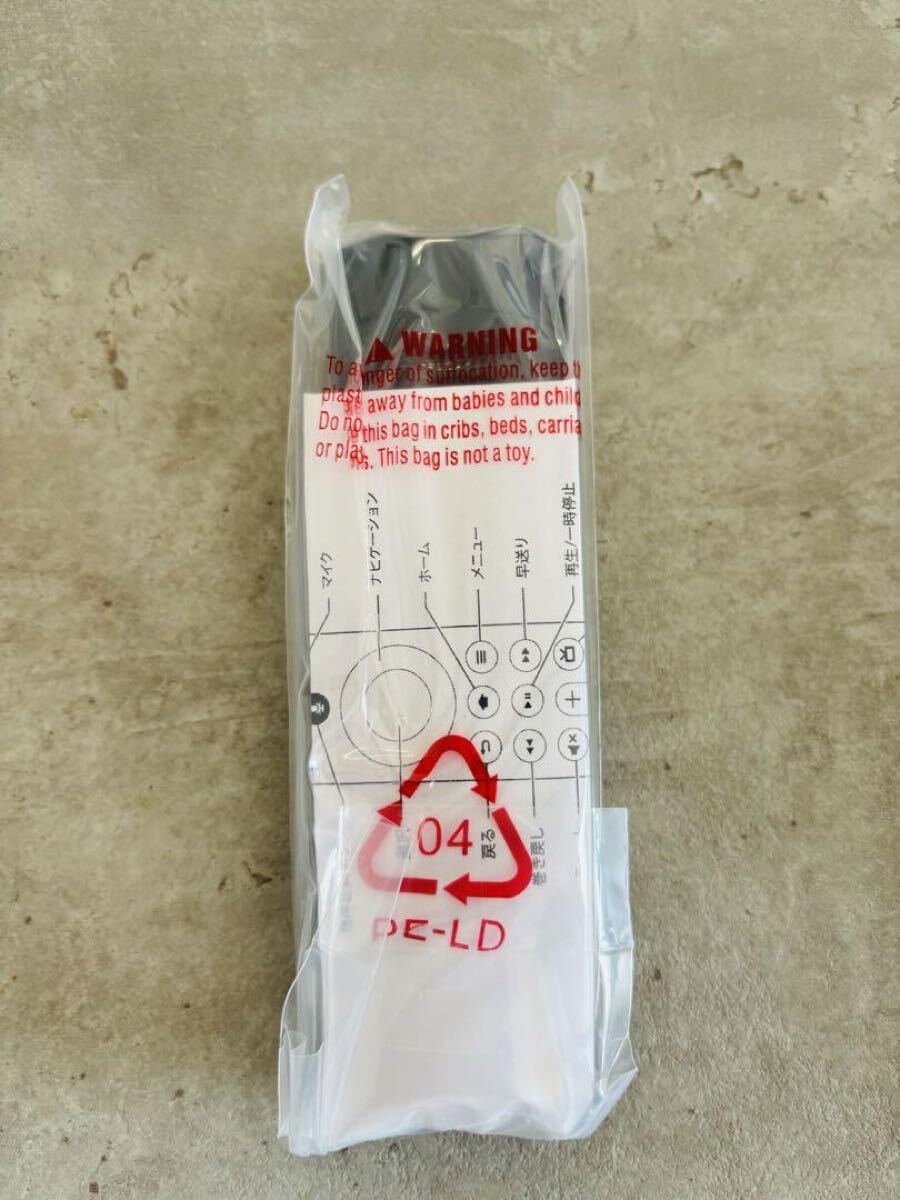 WARNING
To a nger of suffocation, keep t
plast away from babies and child
Do no this bag in cribs, beds, carria
or pla s. This bag is not a toy.
マイク
ナビゲーション
ホーム
メニュー
早送り
再生/一時停止
戻る
巻き戻し
04
PE-LD